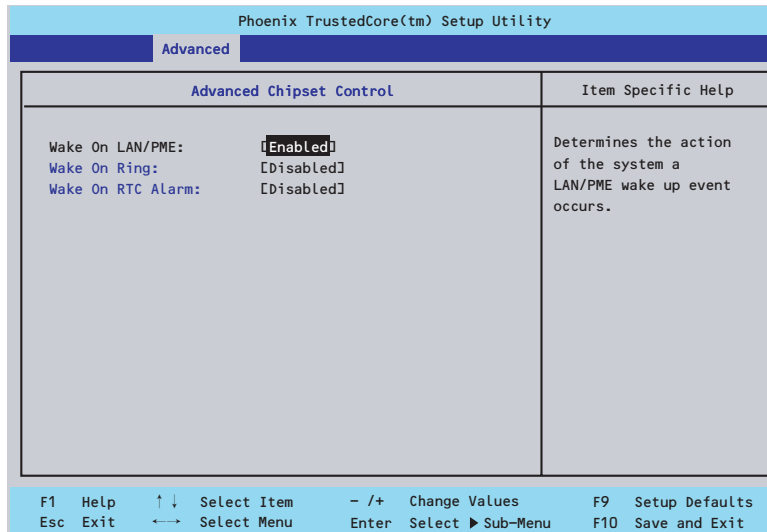 Phoenix TrustedCore(tm) Setup Utility
Advanced
Advanced Chipset Control
Item Specific Help
Wake On LAN/PME: [Enabled]
Wake On Ring: [Disabled]
Wake On RTC Alarm: [Disabled]
Determines the action
of the system a
LAN/PME wake up event
occurs.
F1 Help ↑↓ Select Item - /+ Change Values F9 Setup Defaults
Esc Exit ←→ Select Menu Enter Select ▶ Sub-Menu F10 Save and Exit